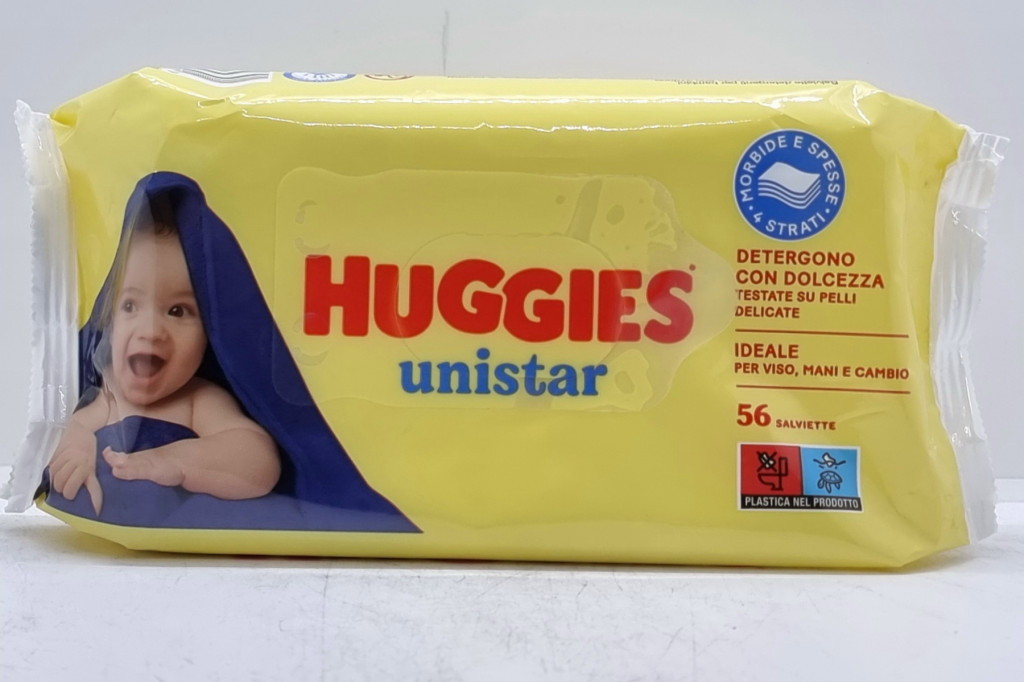 MORBIDE E SPESSE
4 STRATI
HUGGIES
unistar
DETERGONO
CON DOLCEZZA
TESTATE SU PELLI
DELICATE
IDEALE
PER VISO, MANI E CAMBIO
56 SALVIETTE
PLASTICA NEL PRODOTTO